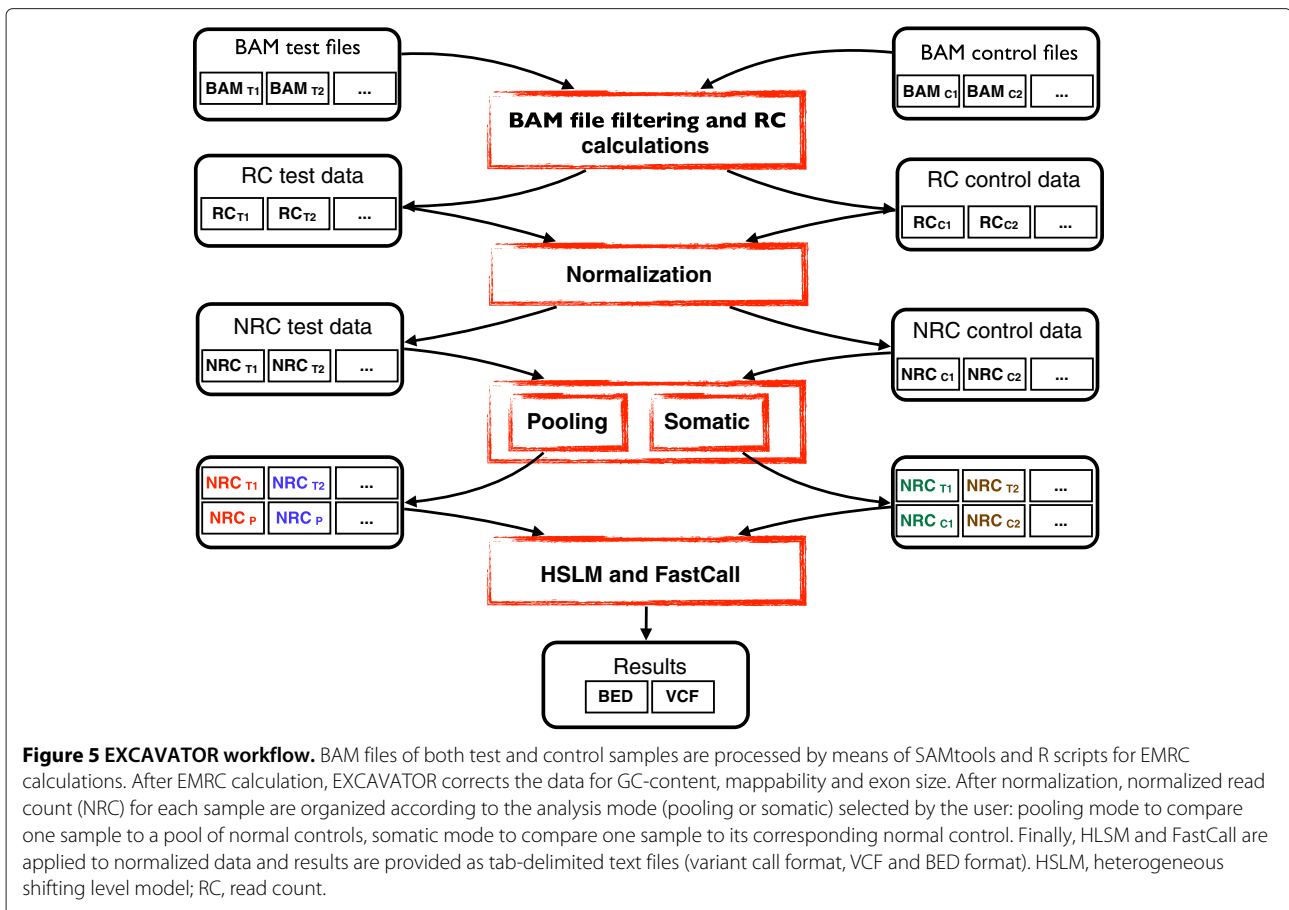 BAM test files
BAM T1 BAM T2 ...
BAM control files
BAM C1 BAM C2 ...
BAM file filtering and RC
calculations
RC test data
RCT1 RCT2 ...
RC control data
RCC1 RCC2 ...
Normalization
NRC test data
NRC T1 NRC T2 ...
NRC control data
NRC C1 NRC C2 ...
Pooling Somatic
NRC T1 NRC T2 ...
NRC P NRC P ...
NRC T1 NRC T2 ...
NRC C1 NRC C2 ...
HSLM and FastCall
Results
BED VCF
Figure 5 EXCAVATOR workflow. BAM files of both test and control samples are processed by means of SAMtools and R scripts for EMRC
calculations. After EMRC calculation, EXCAVATOR corrects the data for GC-content, mappability and exon size. After normalization, normalized read
count (NRC) for each sample are organized according to the analysis mode (pooling or somatic) selected by the user: pooling mode to compare
one sample to a pool of normal controls, somatic mode to compare one sample to its corresponding normal control. Finally, HLSM and FastCall are
applied to normalized data and results are provided as tab-delimited text files (variant call format, VCF and BED format). HSLM, heterogeneous
shifting level model; RC, read count.